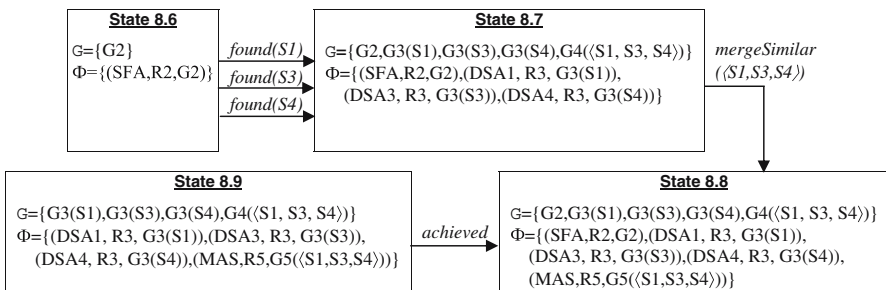 State 8.6
G={G2}
Φ={(SFA,R2,G2)}
found(S1)
found(S3)
found(S4)
State 8.7
G={G2,G3(S1),G3(S3),G3(S4),G4(⟨S1, S3, S4⟩)}
Φ={(SFA,R2,G2),(DSA1, R3, G3(S1)),
(DSA3, R3, G3(S3)),(DSA4, R3, G3(S4))}
mergeSimilar
(⟨S1,S3,S4⟩)
State 8.9
G={G3(S1),G3(S3),G3(S4),G4(⟨S1, S3, S4⟩)}
Φ={(DSA1, R3, G3(S1)),(DSA3, R3, G3(S3)),
(DSA4, R3, G3(S4)),(MAS,R5,G5(⟨S1,S3,S4⟩))}
achieved
State 8.8
G={G2,G3(S1),G3(S3),G3(S4),G4(⟨S1, S3, S4⟩)}
Φ={(SFA,R2,G2),(DSA1, R3, G3(S1)),
(DSA3, R3, G3(S3)),(DSA4, R3, G3(S4)),
(MAS,R5,G5(⟨S1,S3,S4⟩))}